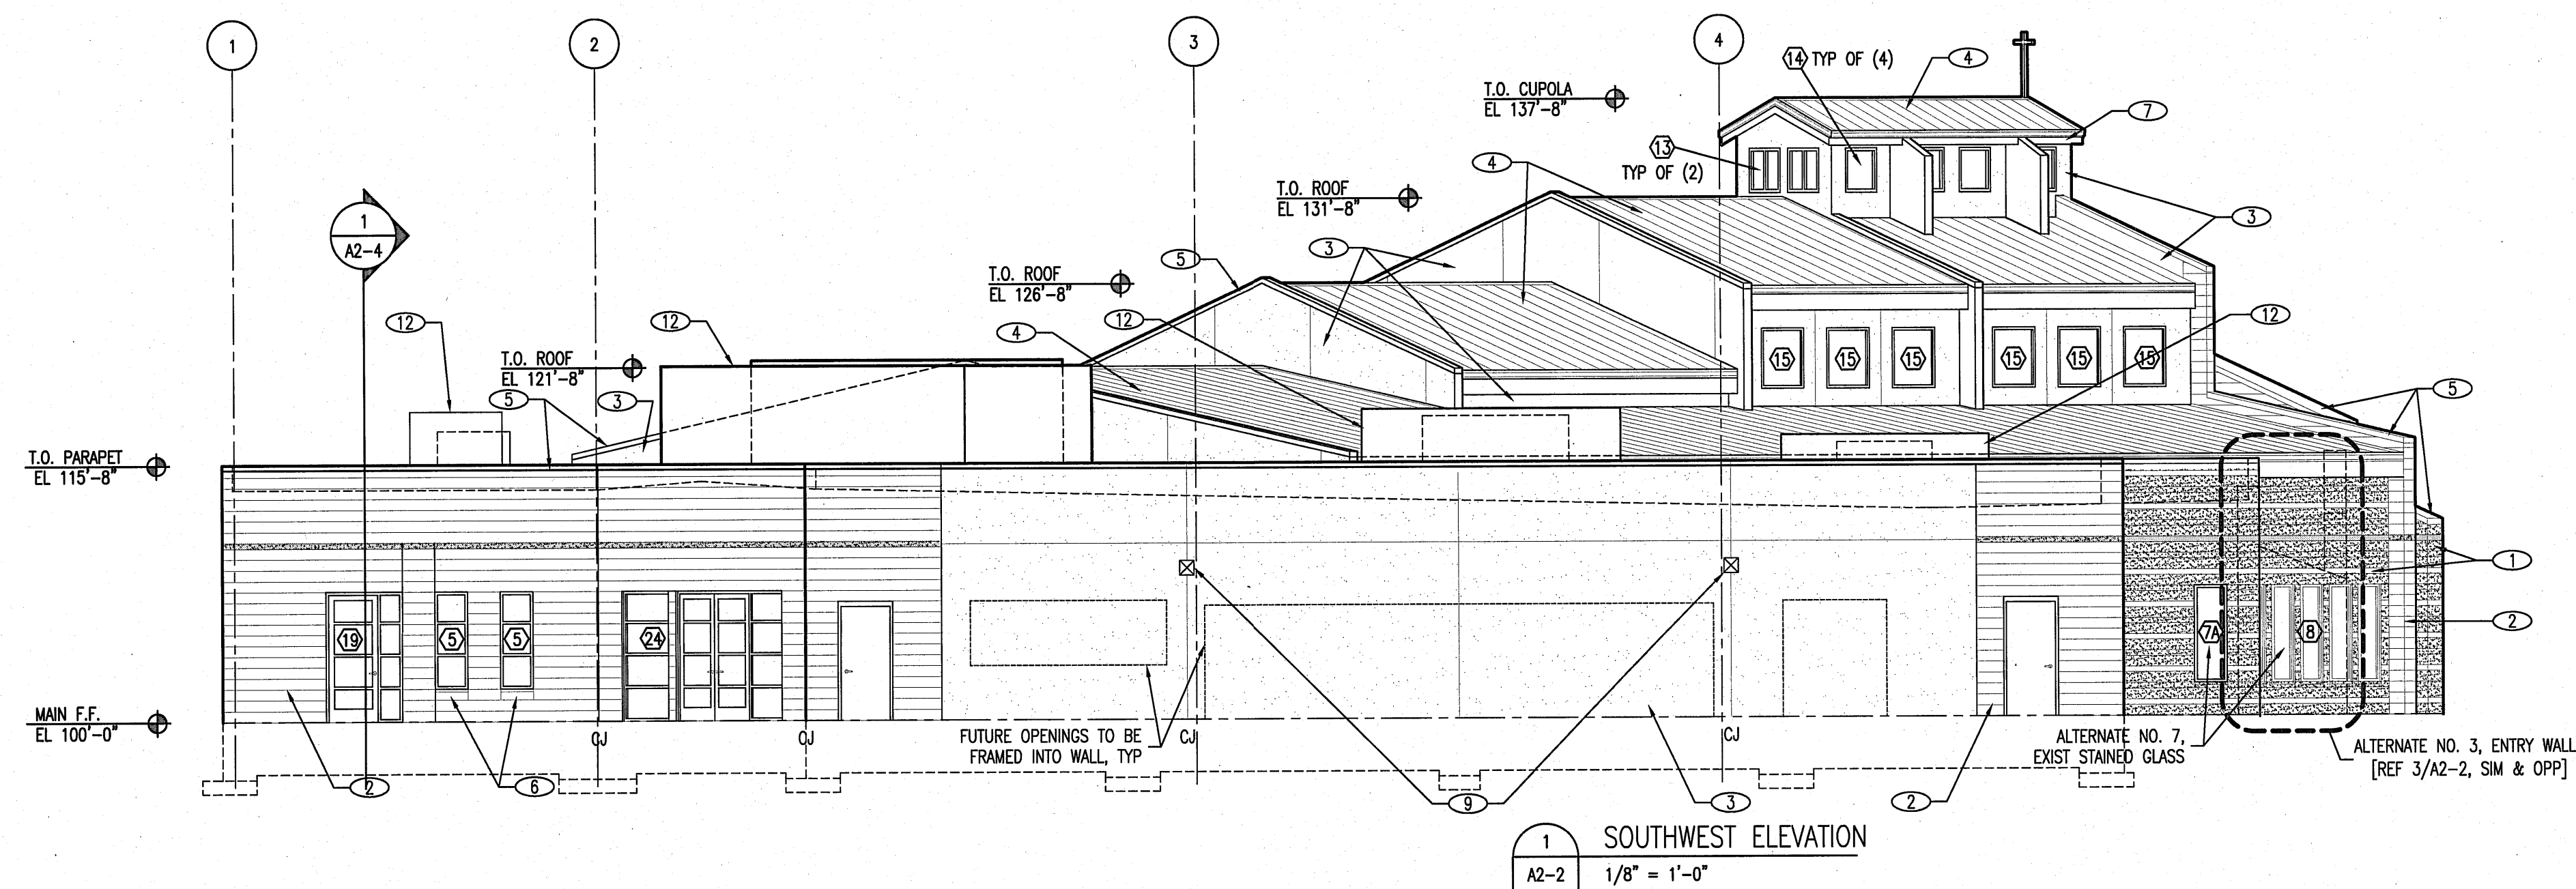 1
2
3
4
14 TYP OF (4)
4
T.O. CUPOLA
EL 137'-8"
7
13
TYP OF (2)
4
T.O. ROOF
EL 131'-8"
3
1
A2-4
3
5
T.O. ROOF
EL 126'-8"
12
12
4
12
12
T.O. ROOF
EL 121'-8"
5
3
15
15
15
15
15
15
5
T.O. PARAPET
EL 115'-8"
1
19
5
5
24
7A
8
2
MAIN F.F.
EL 100'-0"
CJ
CJ
FUTURE OPENINGS TO BE
FRAMED INTO WALL, TYP
CJ
CJ
ALTERNATE NO. 7,
EXIST STAINED GLASS
ALTERNATE NO. 3, ENTRY WALL
[REF 3/A2-2, SIM & OPP]
2
6
9
3
2
1
A2-2
SOUTHWEST ELEVATION
1/8" = 1'-0"